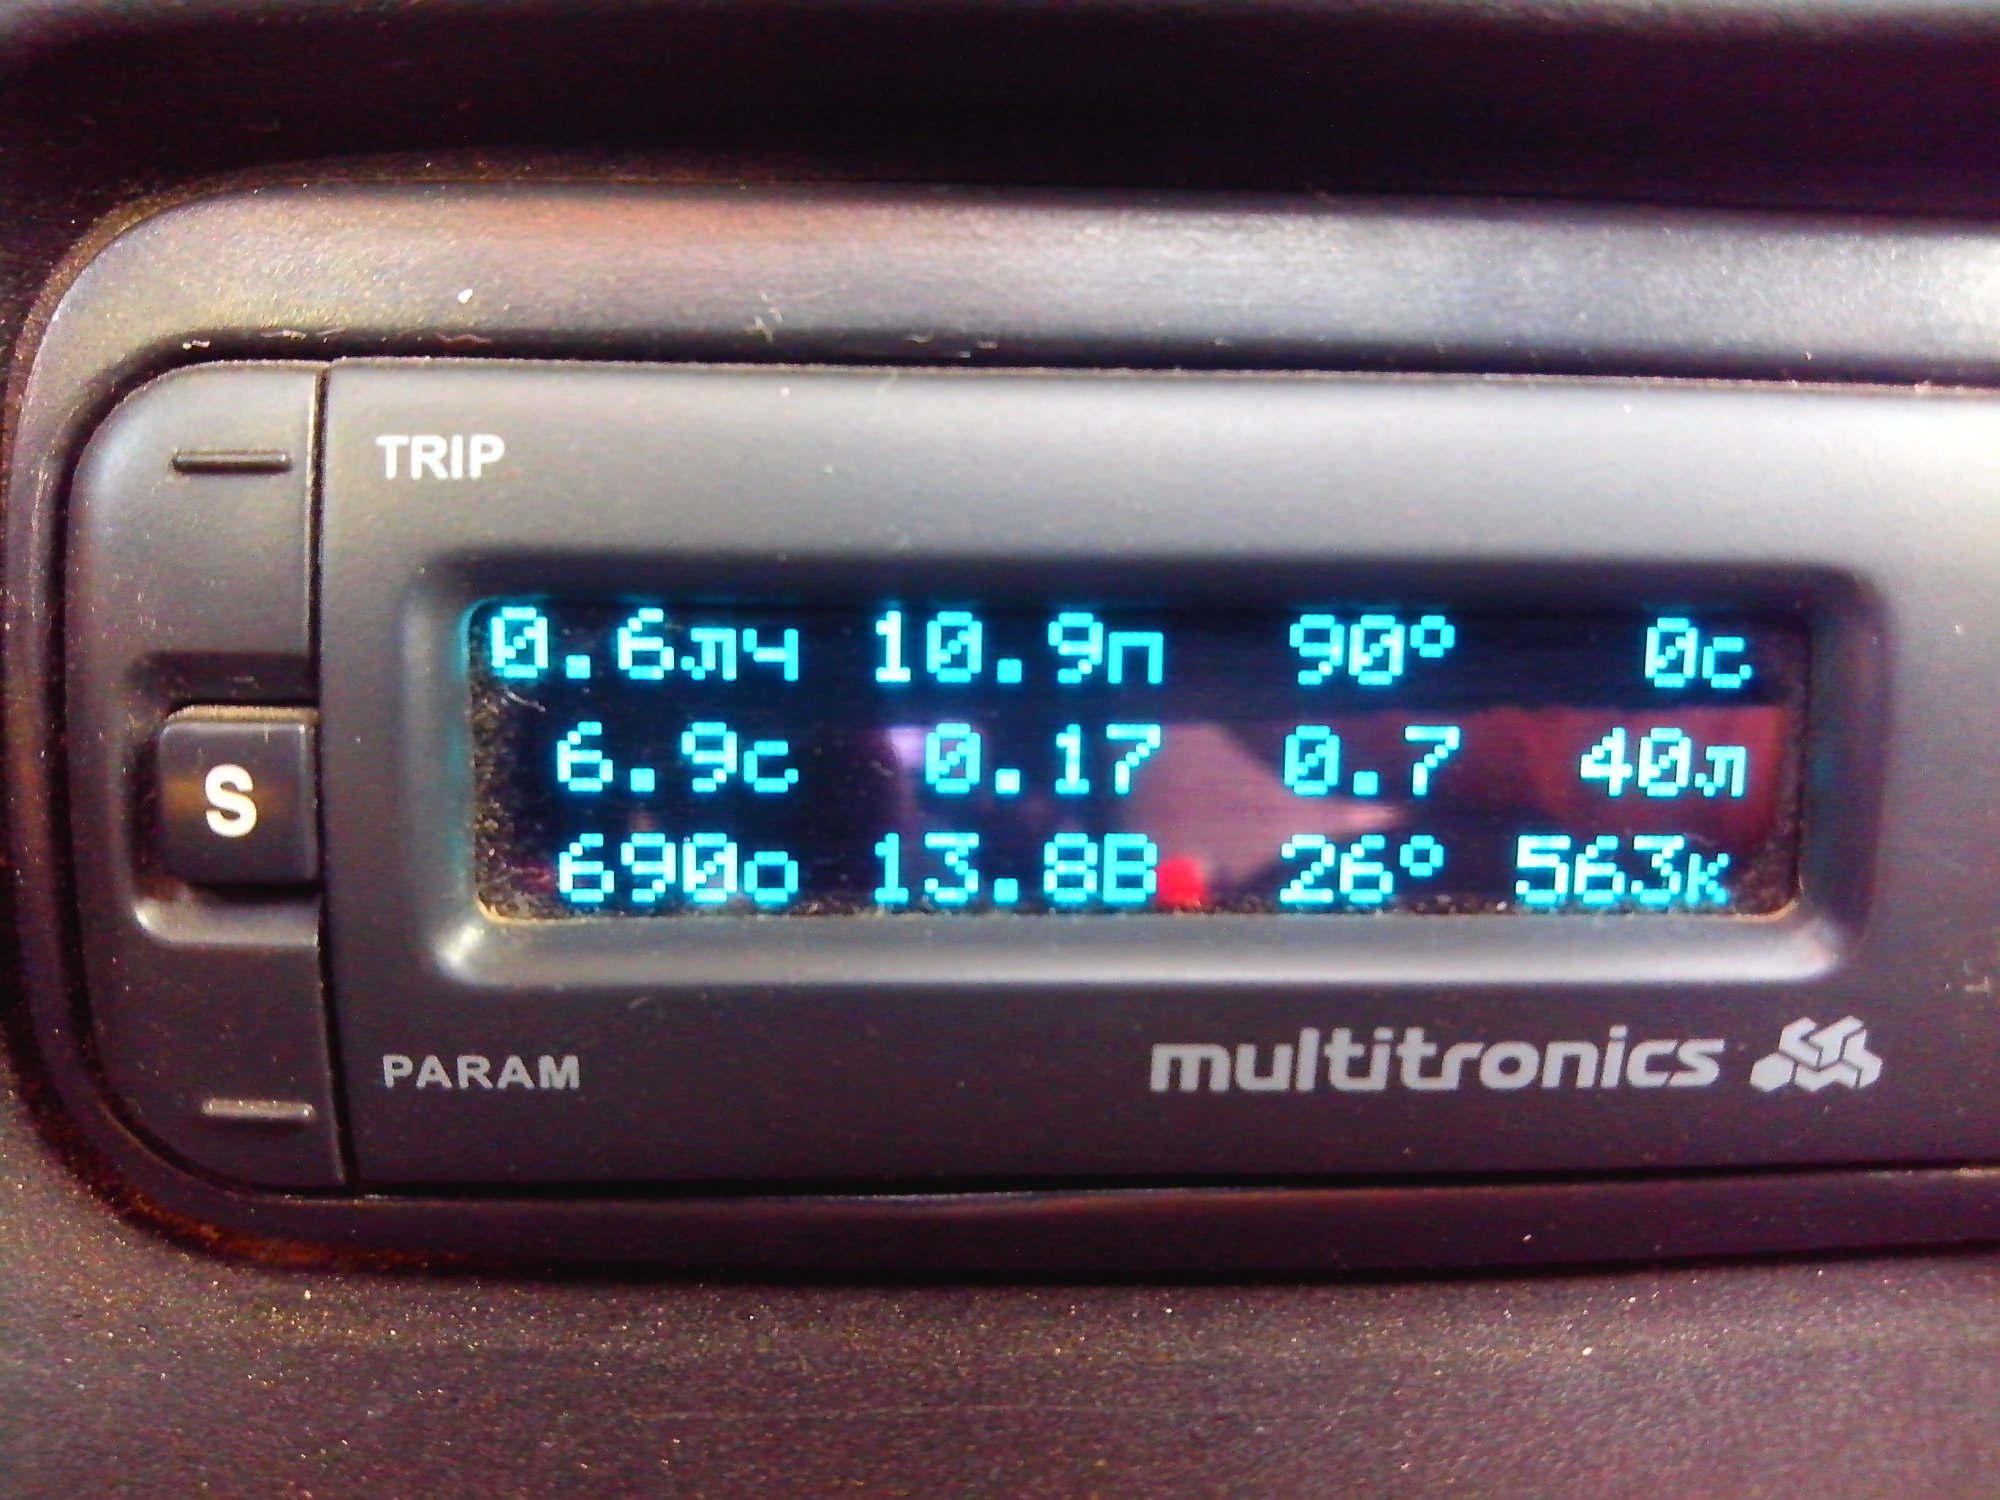 TRIP
0.6лч 10.9п 90° 0с
6.9с 0.17 0.7 40л
S
690о 13.8В 26° 563к
multitronics
PARAM